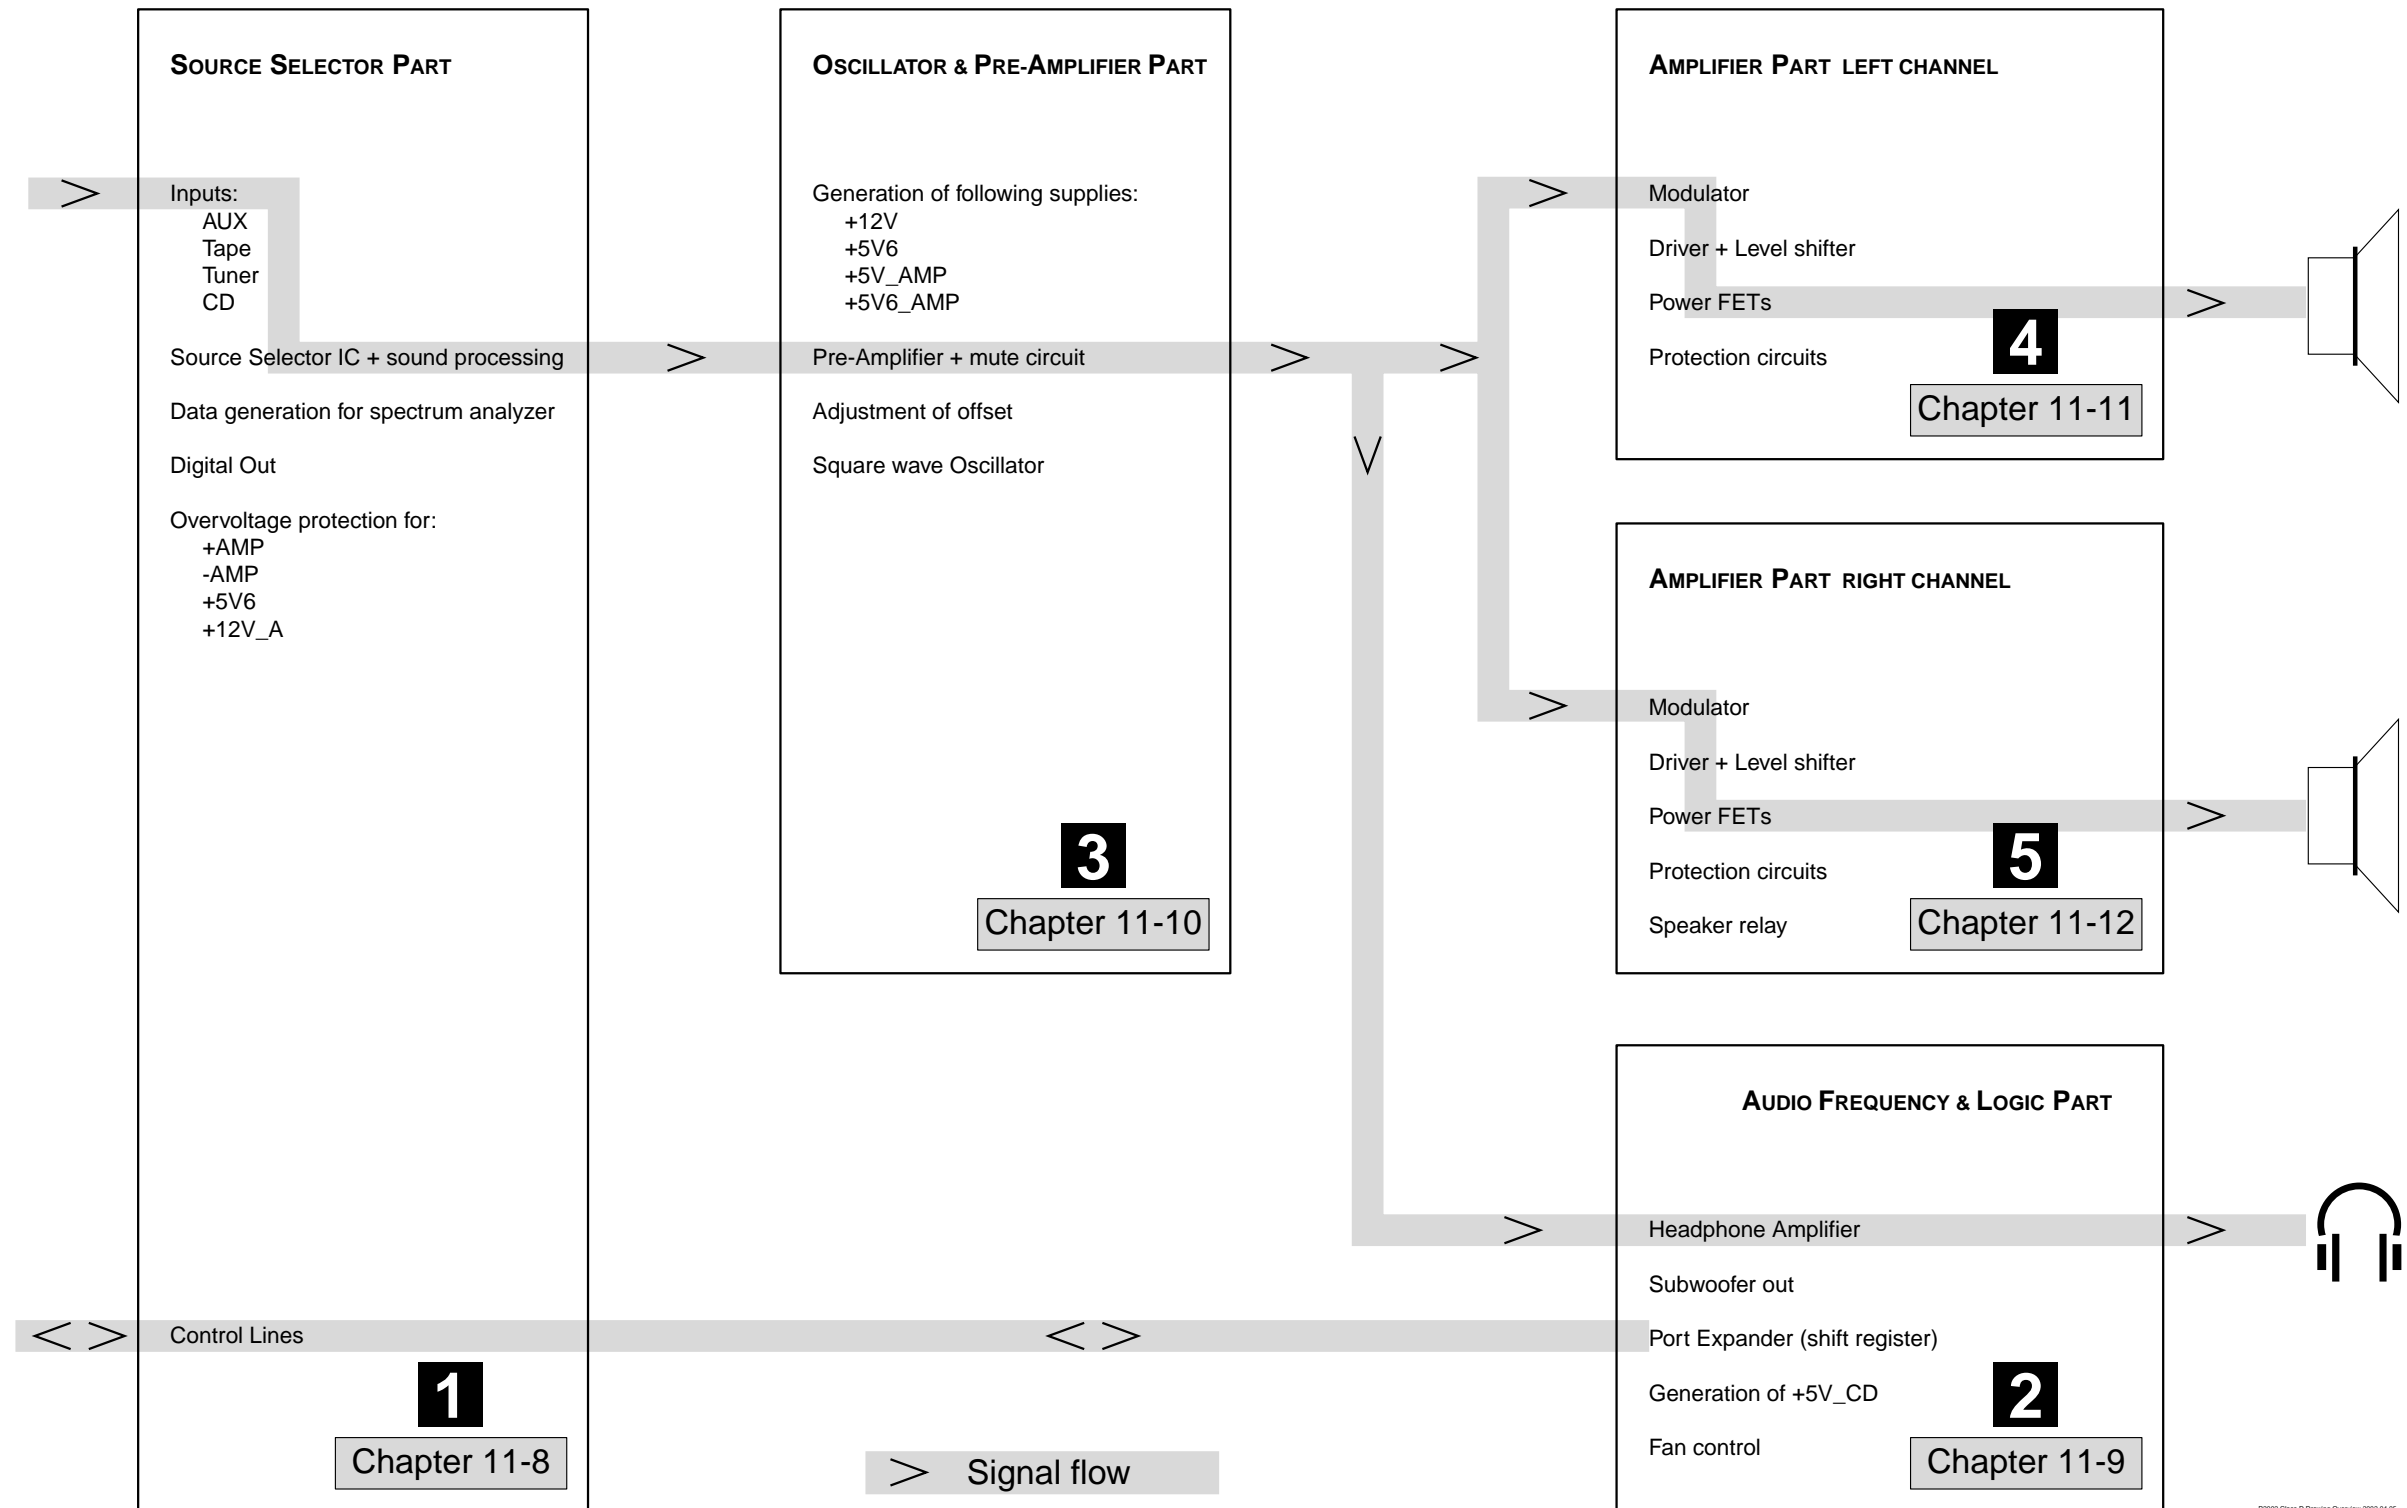 SOURCE SELECTOR PART
Inputs:
AUX
Tape
Tuner
CD
Source Selector IC + sound processing
Data generation for spectrum analyzer
Digital Out
Overvoltage protection for:
+AMP
-AMP
+5V6
+12V_A
Control Lines
1
Chapter 11-8
OSCILLATOR & PRE-AMPLIFIER PART
Generation of following supplies:
+12V
+5V6
+5V_AMP
+5V6_AMP
Pre-Amplifier + mute circuit
Adjustment of offset
Square wave Oscillator
3
Chapter 11-10
Signal flow
AMPLIFIER PART LEFT CHANNEL
Modulator
Driver + Level shifter
Power FETs
Protection circuits
4
Chapter 11-11
AMPLIFIER PART RIGHT CHANNEL
Modulator
Driver + Level shifter
Power FETs
Protection circuits
Speaker relay
5
Chapter 11-12
AUDIO FREQUENCY & LOGIC PART
Headphone Amplifier
Subwoofer out
Port Expander (shift register)
Generation of +5V_CD
Fan control
2
Chapter 11-9